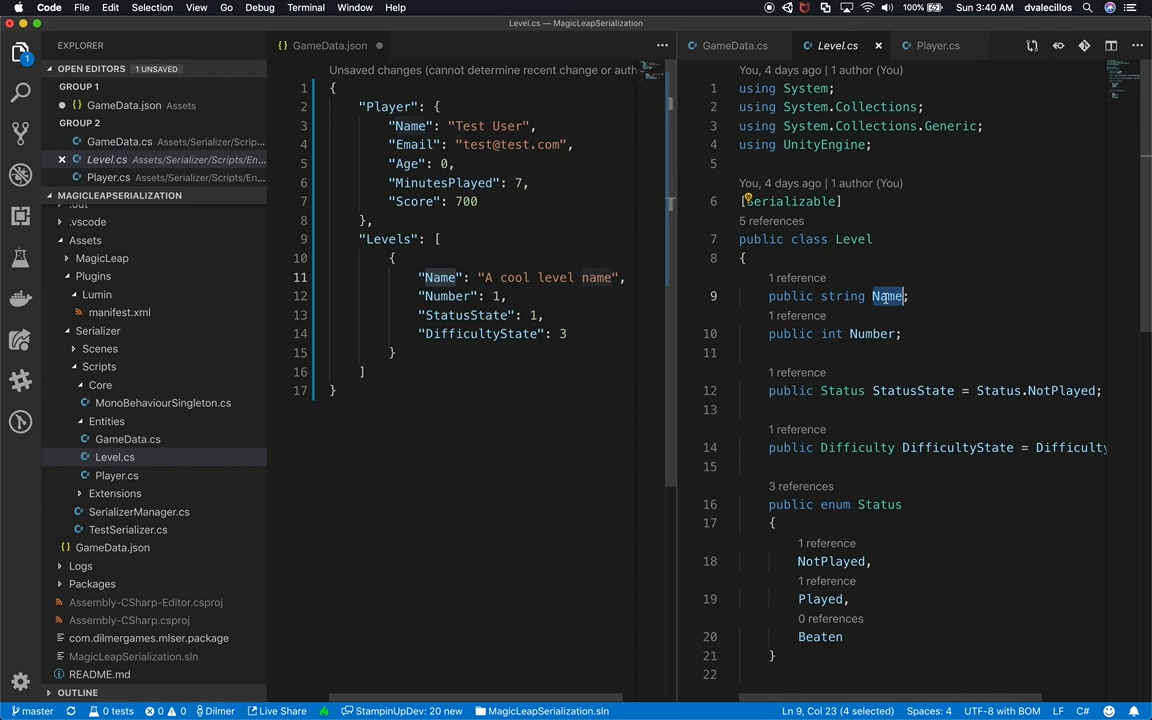 Code File Edit Selection View Go Debug Terminal Window Help 100% Sun 3:40 AM dvalecillos
Level.cs — MagicLeapSerialization
EXPLORER
OPEN EDITORS 1 UNSAVED
GROUP 1
GameData.json Assets
GROUP 2
GameData.cs Assets/Serializer/Scrip...
Level.cs Assets/Serializer/Scripts/En...
Player.cs Assets/Serializer/Scripts/En...
MAGICLEAPSERIALIZATION
.vscode
Assets
MagicLeap
Plugins
Lumin
manifest.xml
Serializer
Scenes
Scripts
Core
MonoBehaviourSingleton.cs
Entities
GameData.cs
Level.cs
Player.cs
Extensions
SerializerManager.cs
TestSerializer.cs
GameData.json
Logs
Packages
Assembly-CSharp-Editor.csproj
Assembly-CSharp.csproj
com.dilmergames.mlser.package
MagicLeapSerialization.sln
README.md
OUTLINE
GameData.json
Unsaved changes (cannot determine recent change or auth
1 {
2 "Player": {
3 "Name": "Test User",
4 "Email": "test@test.com",
5 "Age": 0,
6 "MinutesPlayed": 7,
7 "Score": 700
8 },
9 "Levels": [
10 {
11 "Name": "A cool level name",
12 "Number": 1,
13 "StatusState": 1,
14 "DifficultyState": 3
15 }
16 ]
17 }
GameData.cs Level.cs Player.cs
You, 4 days ago | 1 author (You)
1 using System;
2 using System.Collections;
3 using System.Collections.Generic;
4 using UnityEngine;
5
You, 4 days ago | 1 author (You)
6 [Serializable]
5 references
7 public class Level
8 {
1 reference
9 public string Name;
1 reference
10 public int Number;
11
1 reference
12 public Status StatusState = Status.NotPlayed;
13
1 reference
14 public Difficulty DifficultyState = Difficulty
15
3 references
16 public enum Status
17 {
1 reference
18 NotPlayed,
1 reference
19 Played,
0 references
20 Beaten
21 }
22
master 0 tests 0 0 Dilmer Live Share StampinUpDev: 20 new MagicLeapSerialization.sln Ln 9, Col 23 (4 selected) Spaces: 4 UTF-8 with BOM LF C#